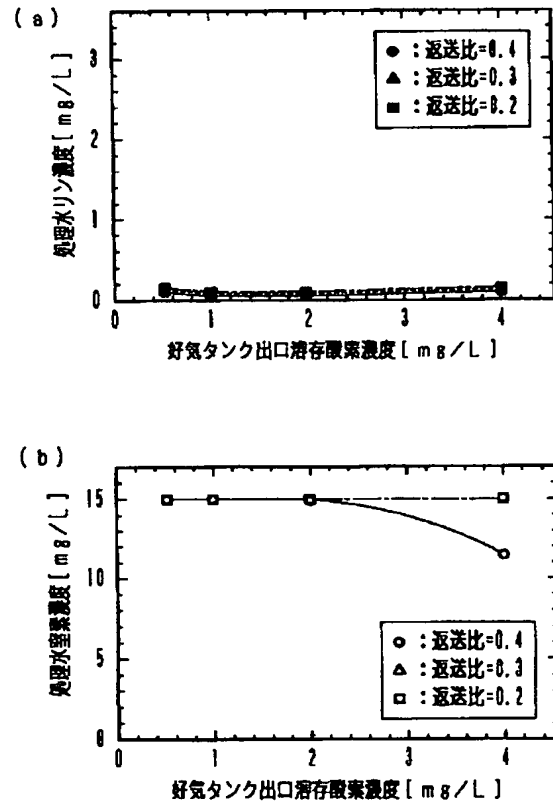 (a)
3
2
1
0
処理水リン濃度[mg/L]
●:返送比=0.4
▲:返送比=0.3
■:返送比=0.2
0
1
2
3
4
好気タンク出口溶存酸素濃度[mg/L]
(b)
15
10
5
0
処理水窒素濃度[mg/L]
○:返送比=0.4
△:返送比=0.3
□:返送比=0.2
0
1
2
3
4
好気タンク出口溶存酸素濃度[mg/L]